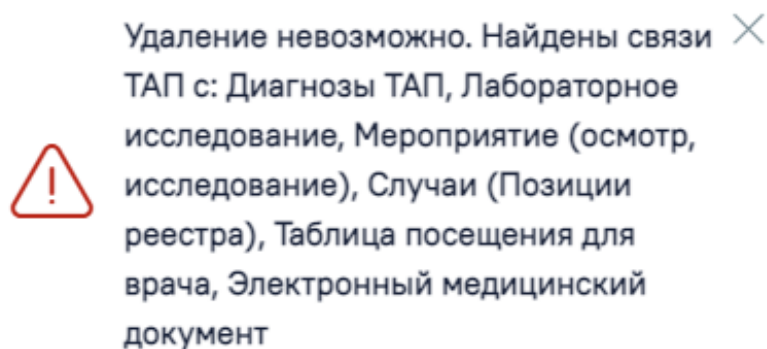 Удаление невозможно. Найдены связи
ТАП с: Диагнозы ТАП, Лабораторное
исследование, Мероприятие (осмотр,
исследование), Случаи (Позиции
реестра), Таблица посещения для
врача, Электронный медицинский
документ